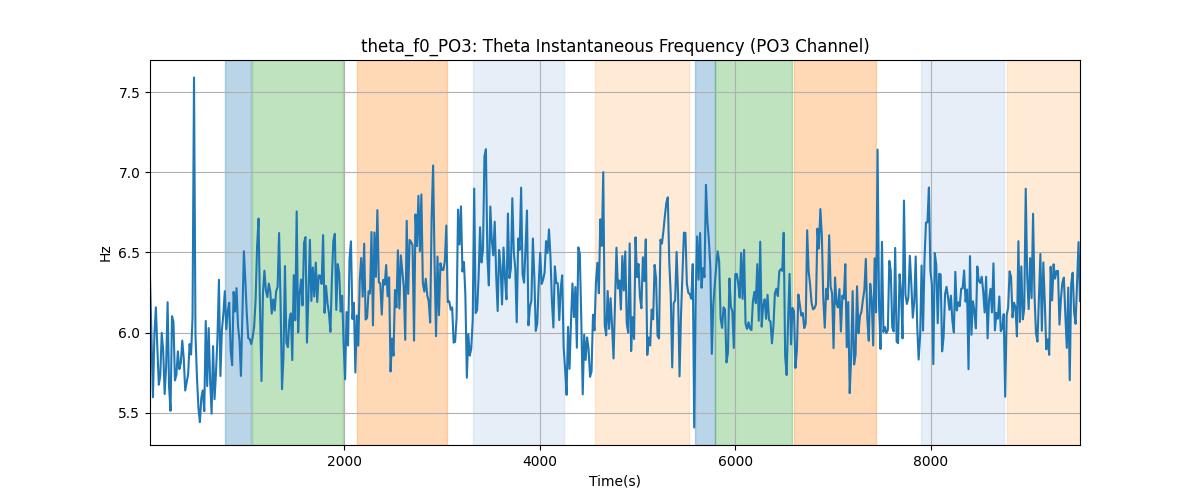 theta_f0_PO3: Theta Instantaneous Frequency (PO3 Channel)
7.5
7.0
6.5
6.0
5.5
Hz
2000 4000 6000 8000
Time(s)